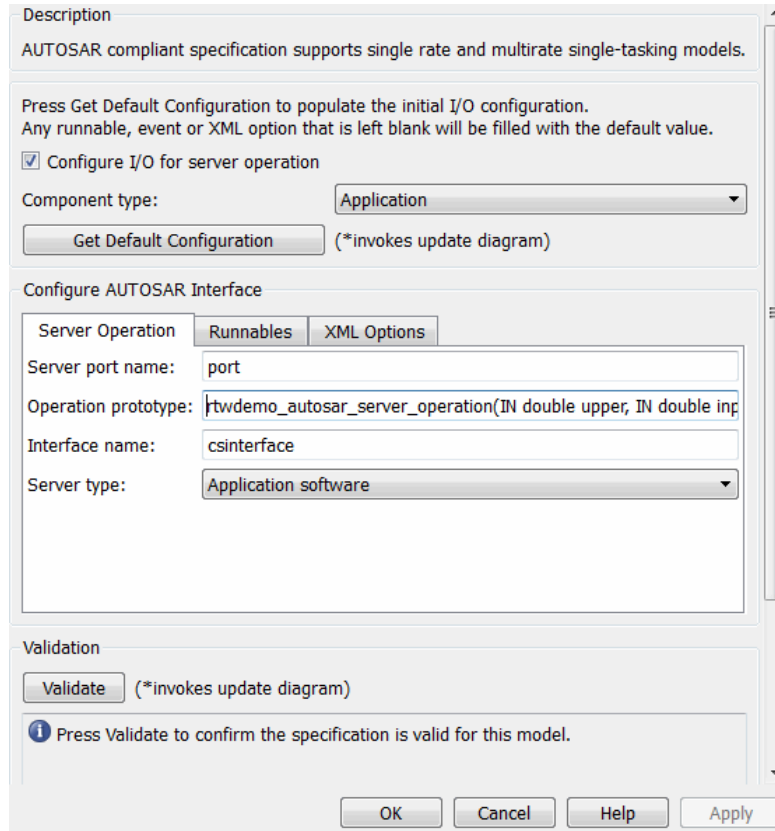 Description
AUTOSAR compliant specification supports single rate and multirate single-tasking models.
Press Get Default Configuration to populate the initial I/O configuration.
Any runnable, event or XML option that is left blank will be filled with the default value.
Configure I/O for server operation
Component type: Application
Get Default Configuration (*invokes update diagram)
Configure AUTOSAR Interface
Server Operation Runnables XML Options
Server port name: port
Operation prototype: rtwdemo_autosar_server_operation(IN double upper, IN double inp
Interface name: csinterface
Server type: Application software
Validation
Validate (*invokes update diagram)
Press Validate to confirm the specification is valid for this model.
OK Cancel Help Apply